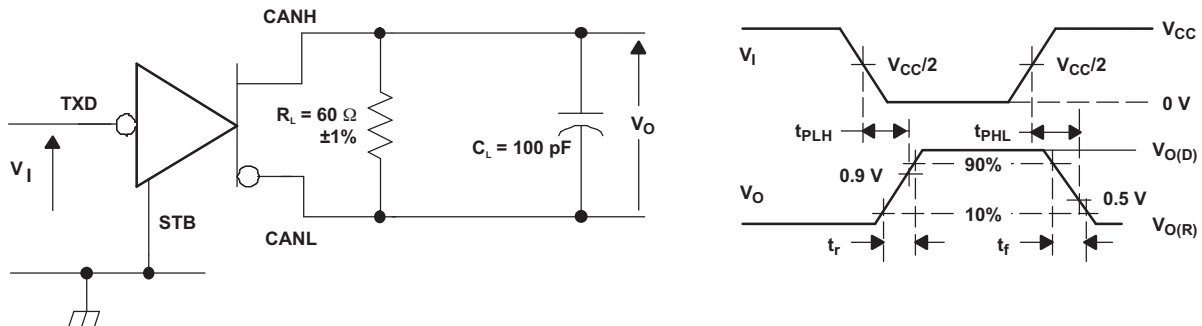 CANH
TXD
R_L = 60 Ω
±1%
C_L = 100 pF
V_O
V_I
STB
CANL
V_I
V_CC
V_CC/2
V_CC/2
0 V
t_PLH
t_PHL
V_O(D)
90%
0.9 V
V_O
0.5 V
10%
V_O(R)
t_r
t_f